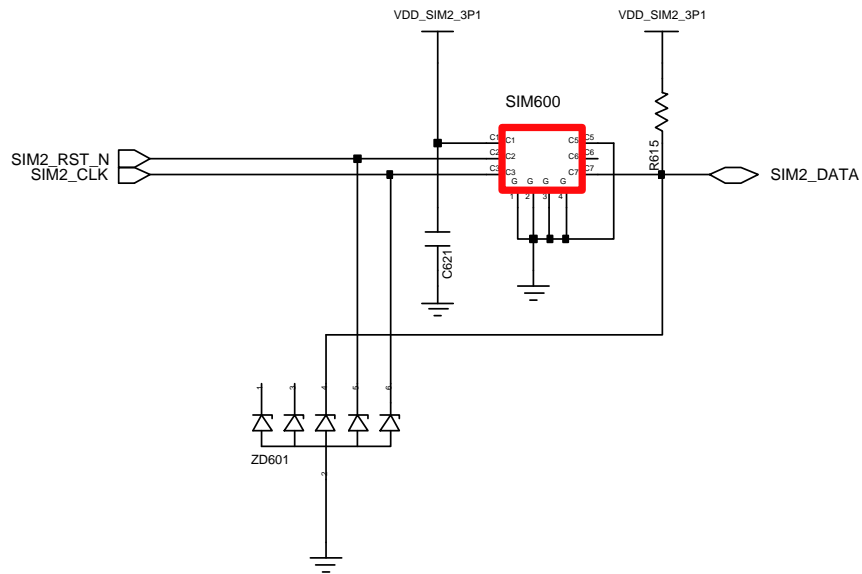 VDD_SIM2_3P1
VDD_SIM2_3P1
SIM600
R615
C1
C1
C5
C5
SIM2_RST_N
C2
C2
C6
C6
SIM2_CLK
C3
C3
C7
C7
SIM2_DATA
G G G G
1 2 3 4
C621
1 3 4 5 6
ZD601
2